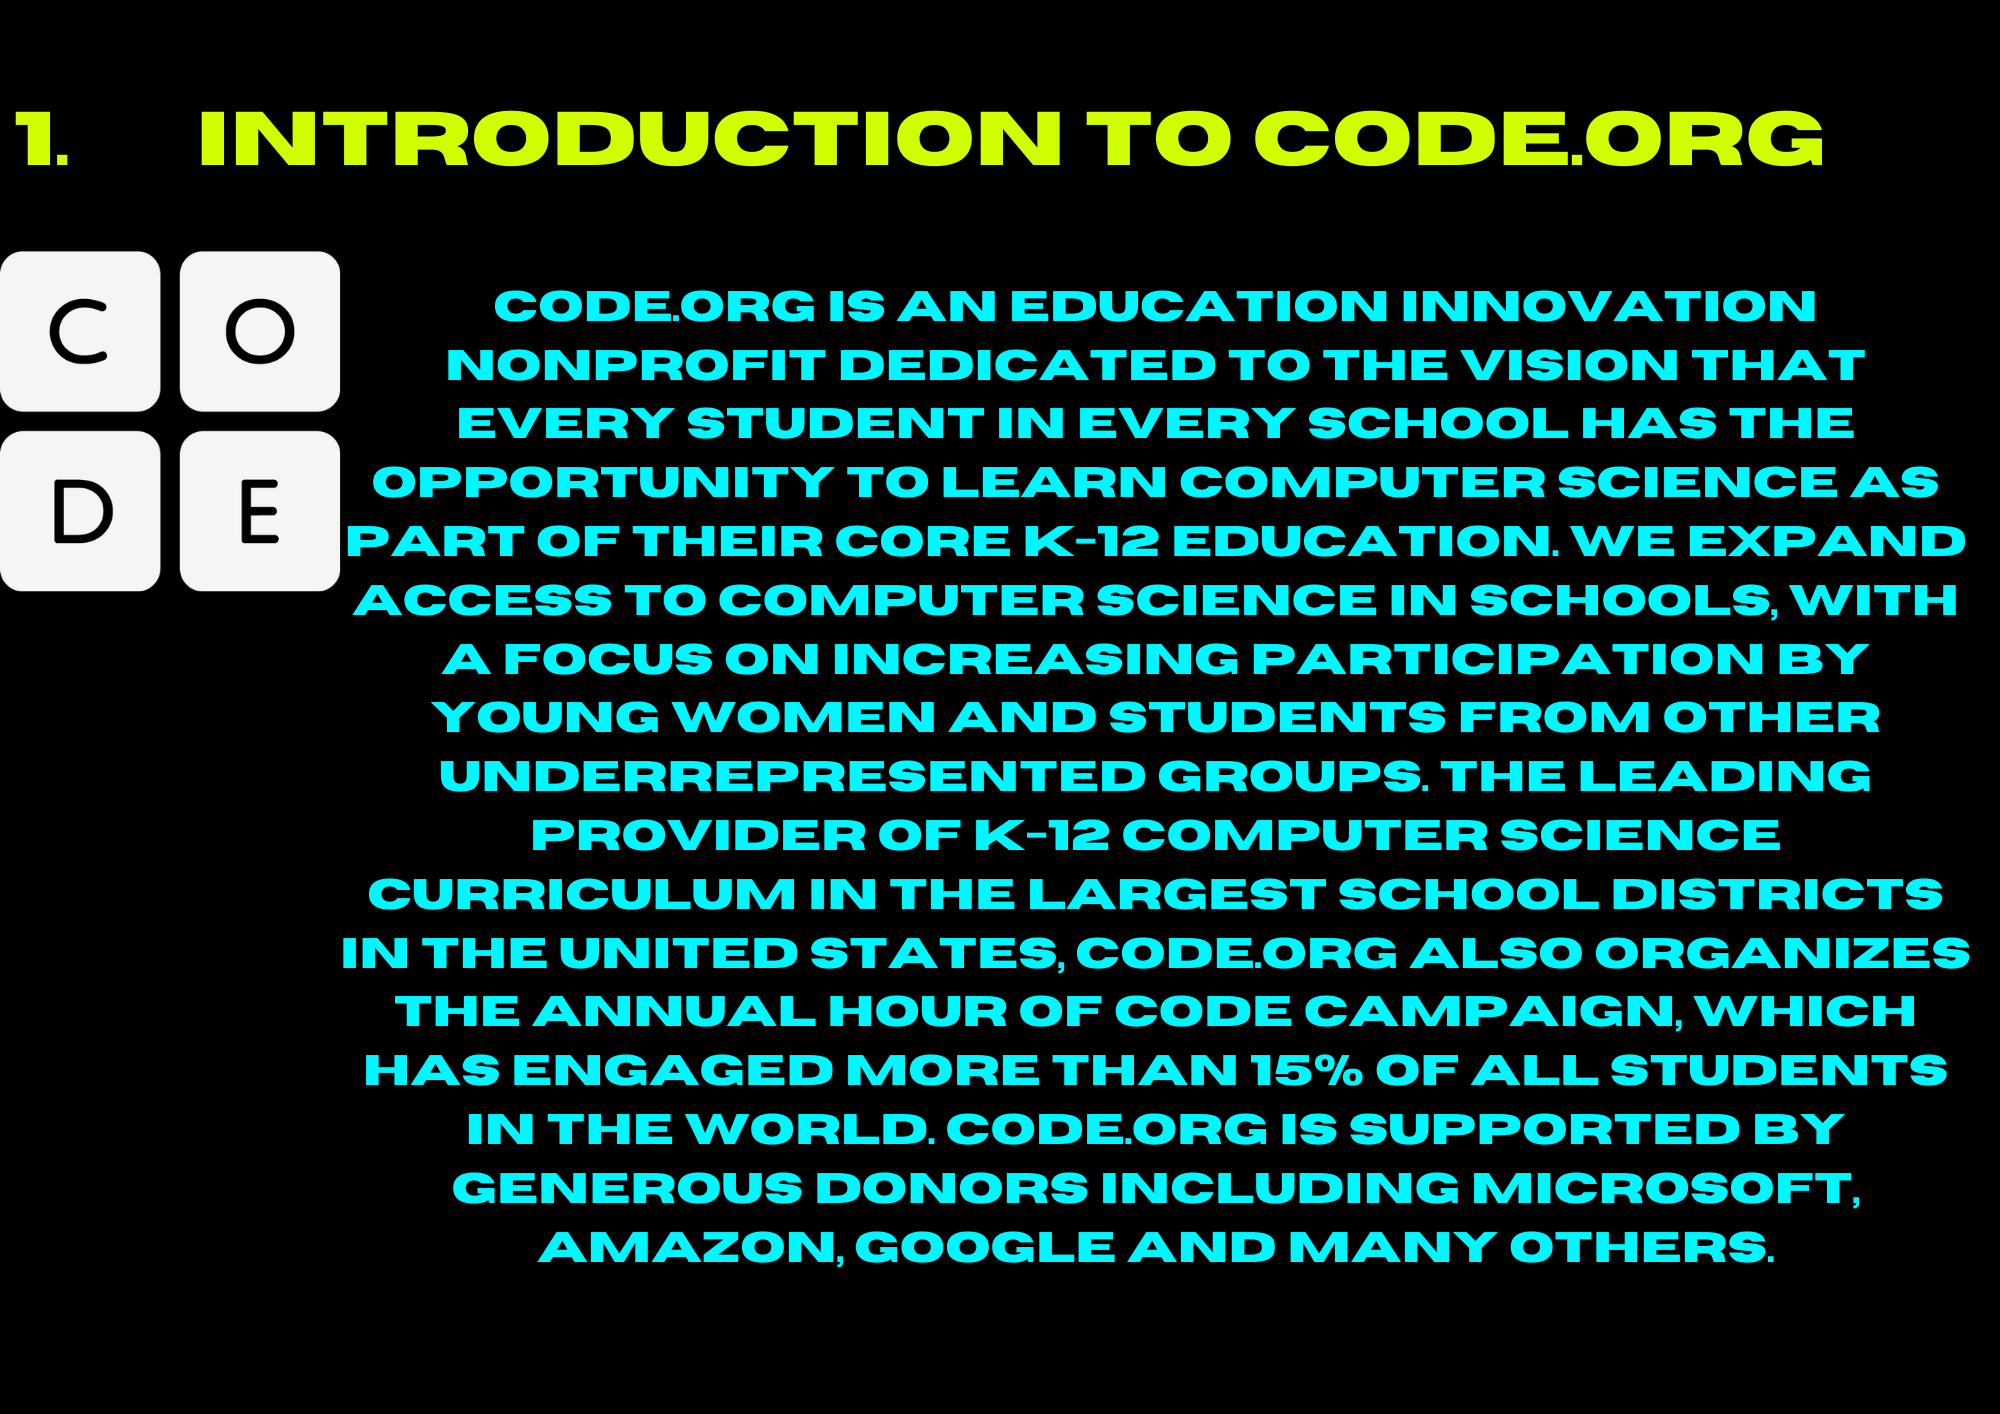 1. INTRODUCTION TO CODE.ORG
C O
D E
CODE.ORG IS AN EDUCATION INNOVATION
NONPROFIT DEDICATED TO THE VISION THAT
EVERY STUDENT IN EVERY SCHOOL HAS THE
OPPORTUNITY TO LEARN COMPUTER SCIENCE AS
PART OF THEIR CORE K-12 EDUCATION. WE EXPAND
ACCESS TO COMPUTER SCIENCE IN SCHOOLS, WITH
A FOCUS ON INCREASING PARTICIPATION BY
YOUNG WOMEN AND STUDENTS FROM OTHER
UNDERREPRESENTED GROUPS. THE LEADING
PROVIDER OF K-12 COMPUTER SCIENCE
CURRICULUM IN THE LARGEST SCHOOL DISTRICTS
IN THE UNITED STATES, CODE.ORG ALSO ORGANIZES
THE ANNUAL HOUR OF CODE CAMPAIGN, WHICH
HAS ENGAGED MORE THAN 15% OF ALL STUDENTS
IN THE WORLD. CODE.ORG IS SUPPORTED BY
GENEROUS DONORS INCLUDING MICROSOFT,
AMAZON, GOOGLE AND MANY OTHERS.